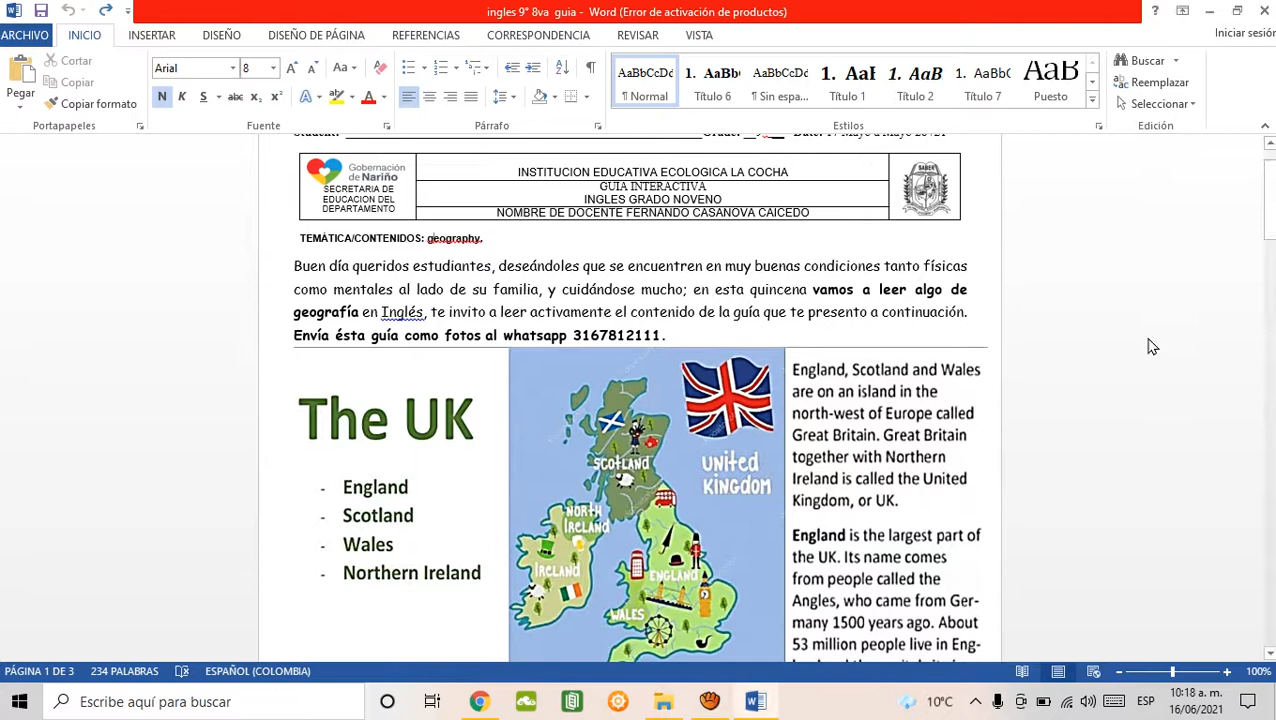 ingles 9° 8va  guia -  Word (Error de activación de productos)
Iniciar sesión
ARCHIVO INICIO INSERTAR DISEÑO DISEÑO DE PÁGINA REFERENCIAS CORRESPONDENCIA REVISAR VISTA
Pegar
Cortar
Copiar
Copiar formato
Portapapeles
Arial 8
N K S abc x₂ x²
Fuente
Párrafo
AaBbCcDd 1. AaBb AaBbCcDd 1. AaB 1. AaB 1. AaBbC AaB
¶ Normal Título 6 ¶ Sin espa... Título 1 Título 2 Título 7 Puesto
Estilos
Buscar
Reemplazar
Seleccionar
Edición
Gobernación
de Nariño
SECRETARIA DE
EDUCACION DEL
DEPARTAMENTO
INSTITUCION EDUCATIVA ECOLOGICA LA COCHA
GUIA INTERACTIVA
INGLES GRADO NOVENO
NOMBRE DE DOCENTE FERNANDO CASANOVA CAICEDO
SABER
TEMÁTICA/CONTENIDOS: geography.
Buen día queridos estudiantes, deseándoles que se encuentren en muy buenas condiciones tanto físicas
como mentales al lado de su familia, y cuidándose mucho; en esta quincena vamos a leer algo de
geografía en Inglés, te invito a leer activamente el contenido de la guía que te presento a continuación.
Envía ésta guía como fotos al whatsapp 3167812111.
The UK
- England
- Scotland
- Wales
- Northern Ireland
SCOTLAND
UNITED
KINGDOM
NORTH
IRELAND
IRELAND
ENGLAND
WALES
England, Scotland and Wales
are on an island in the
north-west of Europe called
Great Britain. Great Britain
together with Northern
Ireland is called the United
Kingdom, or UK.
England is the largest part of
the UK. Its name comes
from people called the
Angles, who came from Ger-
many 1500 years ago. About
53 million people live in Eng-
PÁGINA 1 DE 3 234 PALABRAS ESPAÑOL (COLOMBIA) 100%
Escribe aquí para buscar
10°C
ESP
10:18 a. m.
16/06/2021